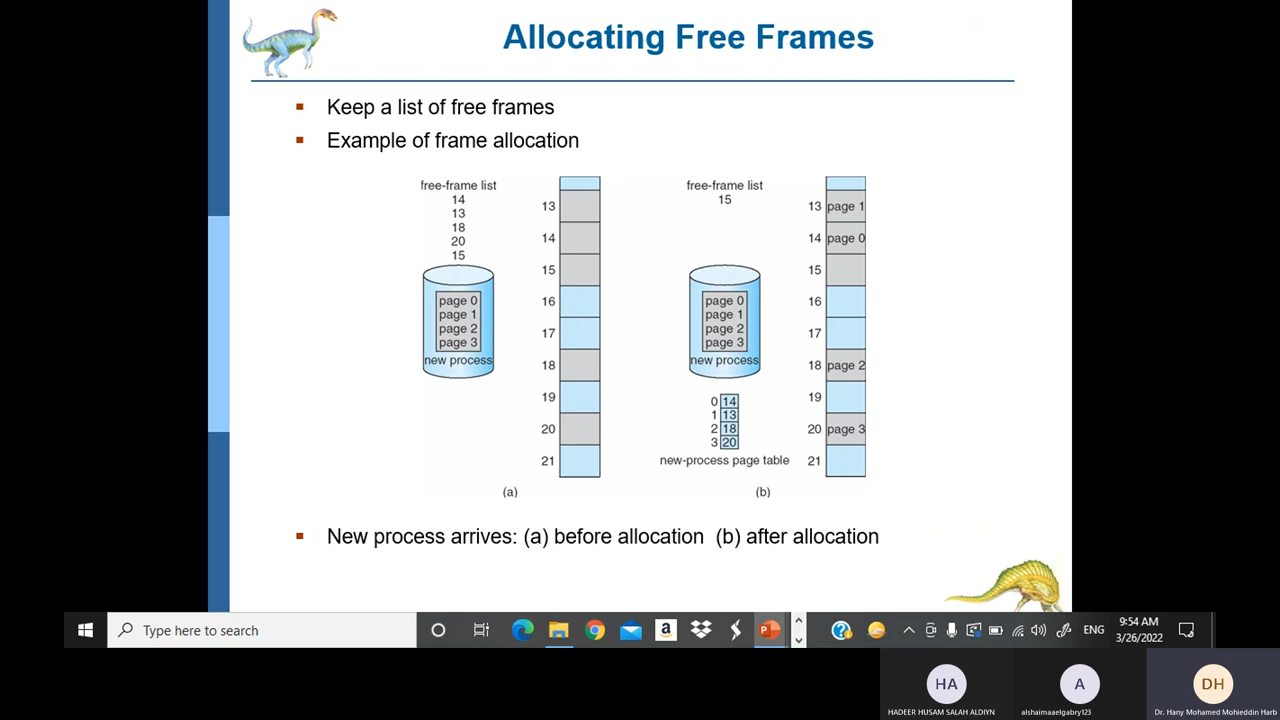 Allocating Free Frames
Keep a list of free frames
Example of frame allocation
free-frame list
14
13
18
20
15
page 0
page 1
page 2
page 3
new process
13
14
15
16
17
18
19
20
21
(a)
free-frame list
15
page 0
page 1
page 2
page 3
new process
0 14
1 13
2 18
3 20
new-process page table
13 page 1
14 page 0
15
16
17
18 page 2
19
20 page 3
21
(b)
New process arrives: (a) before allocation (b) after allocation
Type here to search
ENG
9:54 AM
3/26/2022
HA
HADEER HUSAM SALAH ALDIYN
A
alshaimaaelgabry123
DH
Dr. Hany Mohamed Mohieddin Harb